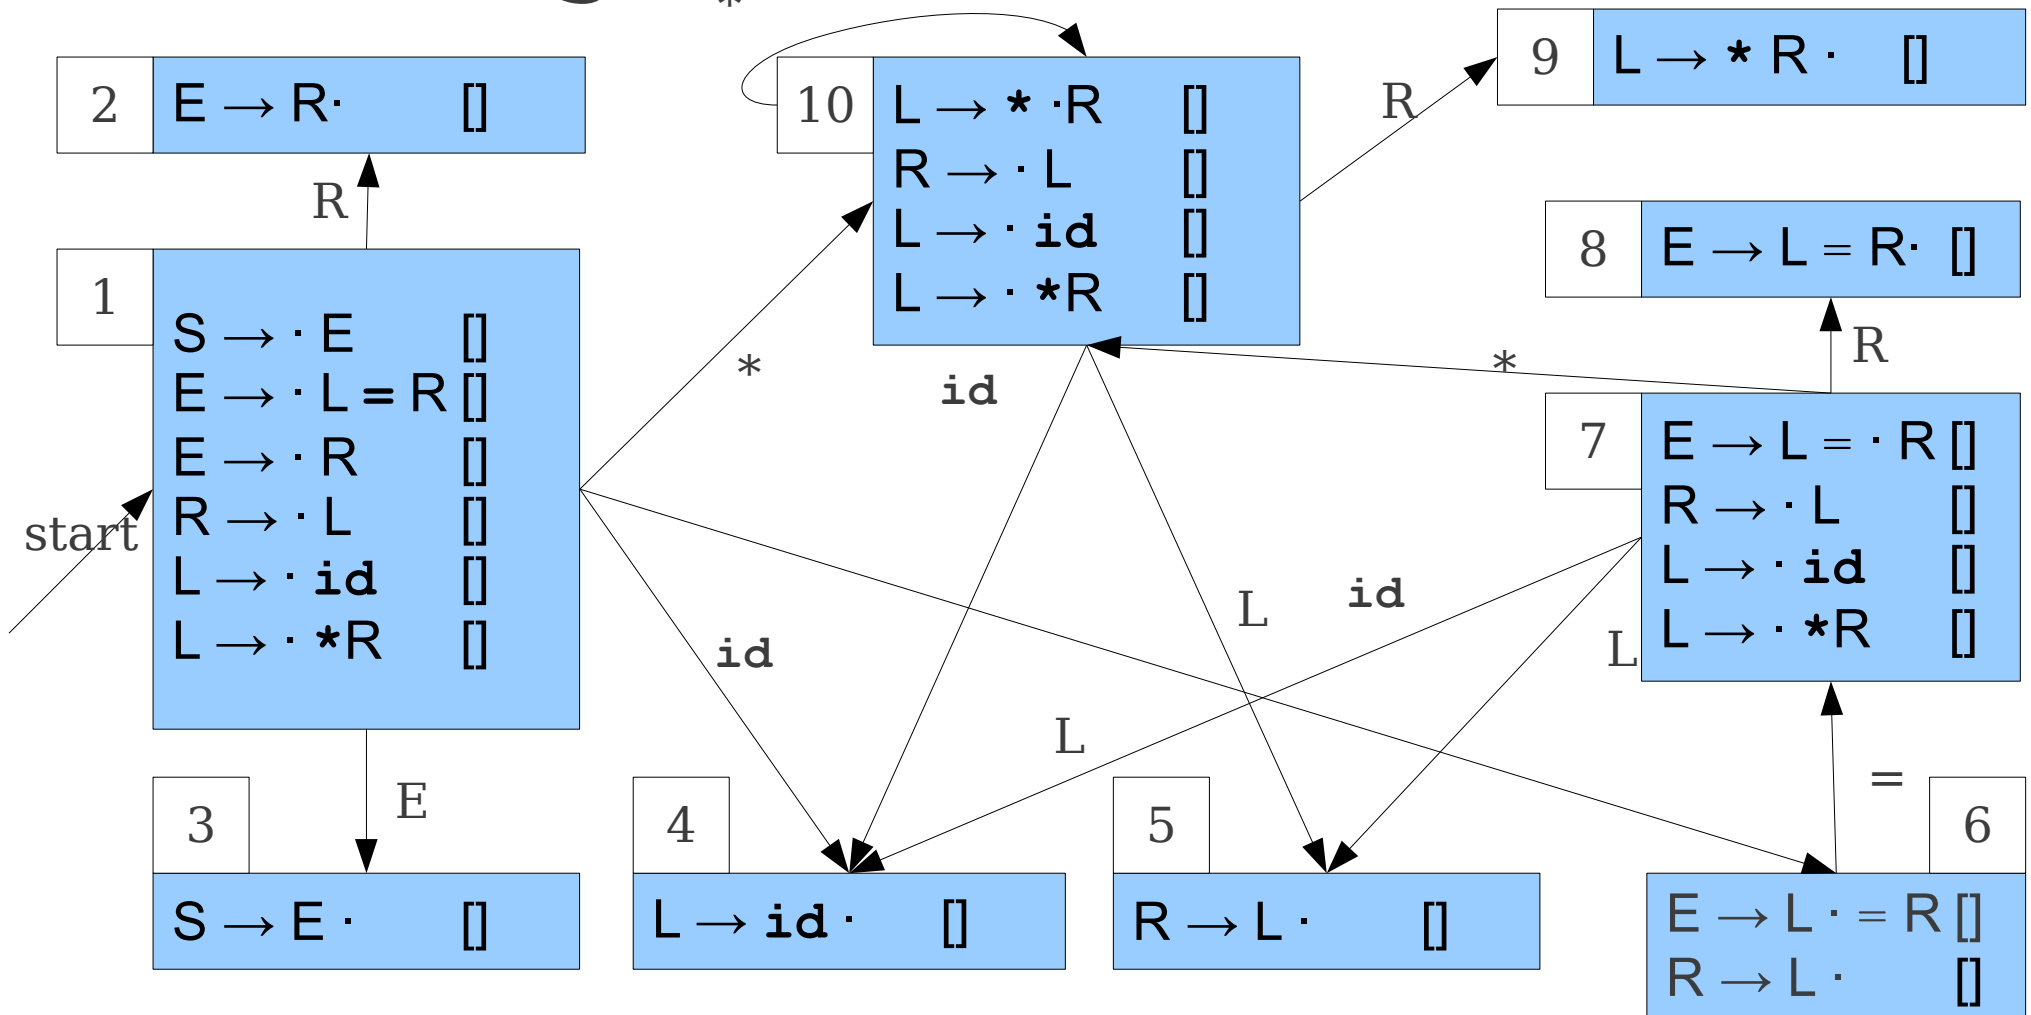 *
2
E → R· []
R
1
S → · E []
E → · L = R []
E → · R []
R → · L []
L → · id []
L → · *R []
start
E
3
S → E · []
10
L → * ·R []
R → · L []
L → · id []
L → · *R []
*
id
id
R
9
L → * R · []
8
E → L = R· []
R
*
7
E → L = · R []
R → · L []
L → · id []
L → · *R []
L
id
L
L
=
4
L → id · []
5
R → L · []
6
E → L · = R []
R → L · []